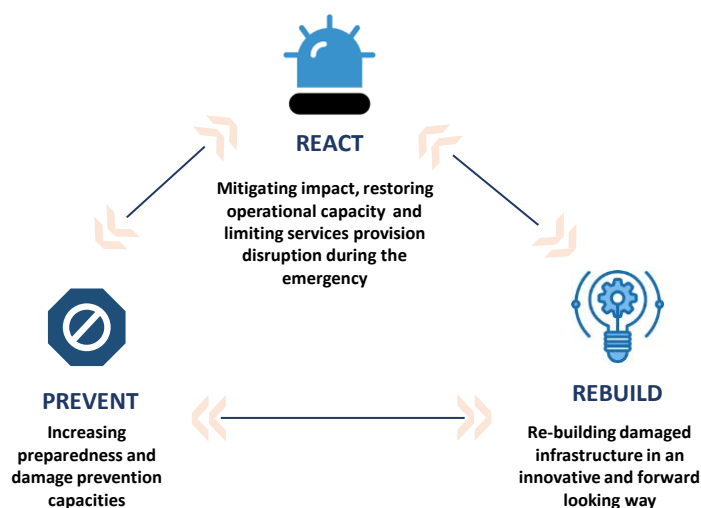 REACT
Mitigating impact, restoring
operational capacity and
limiting services provision
disruption during the
emergency
PREVENT
Increasing
preparedness and
damage prevention
capacities
REBUILD
Re-building damaged
infrastructure in an
innovative and forward
looking way